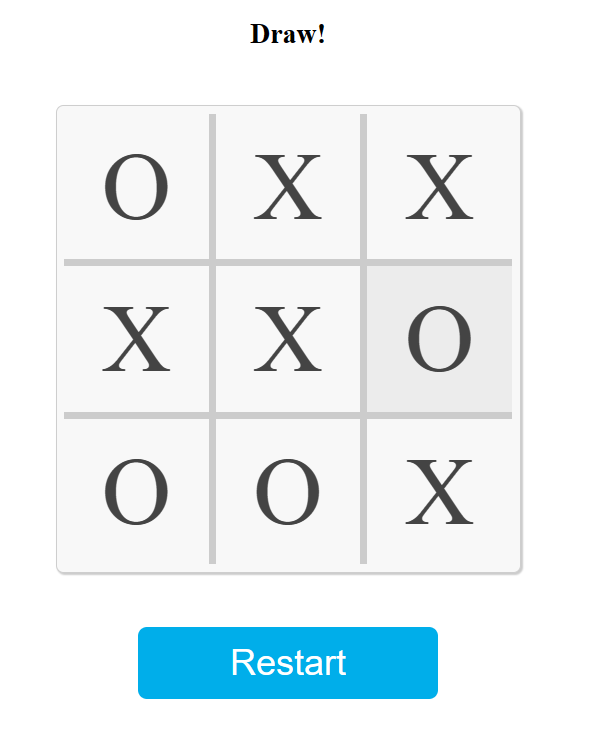 Draw!
O X X
X X O
O O X
Restart